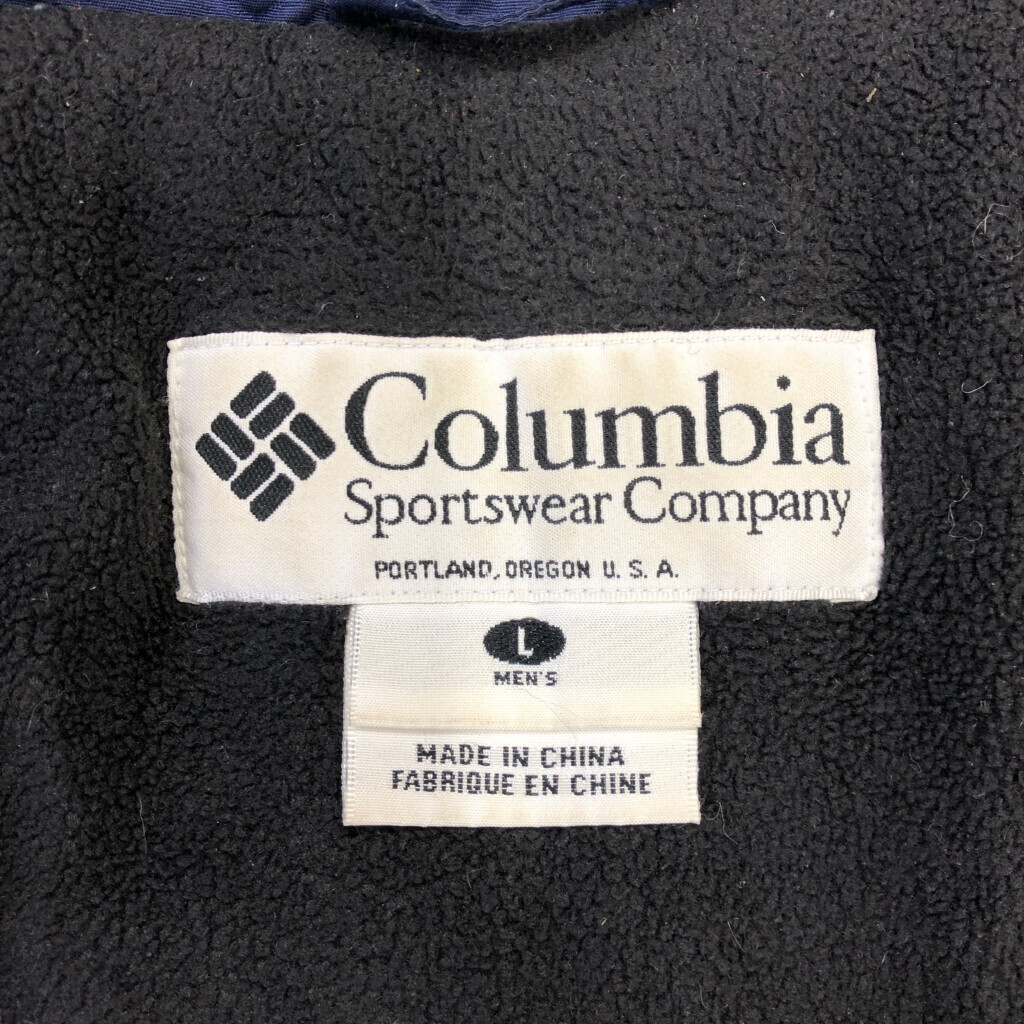 Columbia
Sportswear Company
PORTLAND, OREGON U. S. A.
L
MEN'S
MADE IN CHINA
FABRIQUE EN CHINE